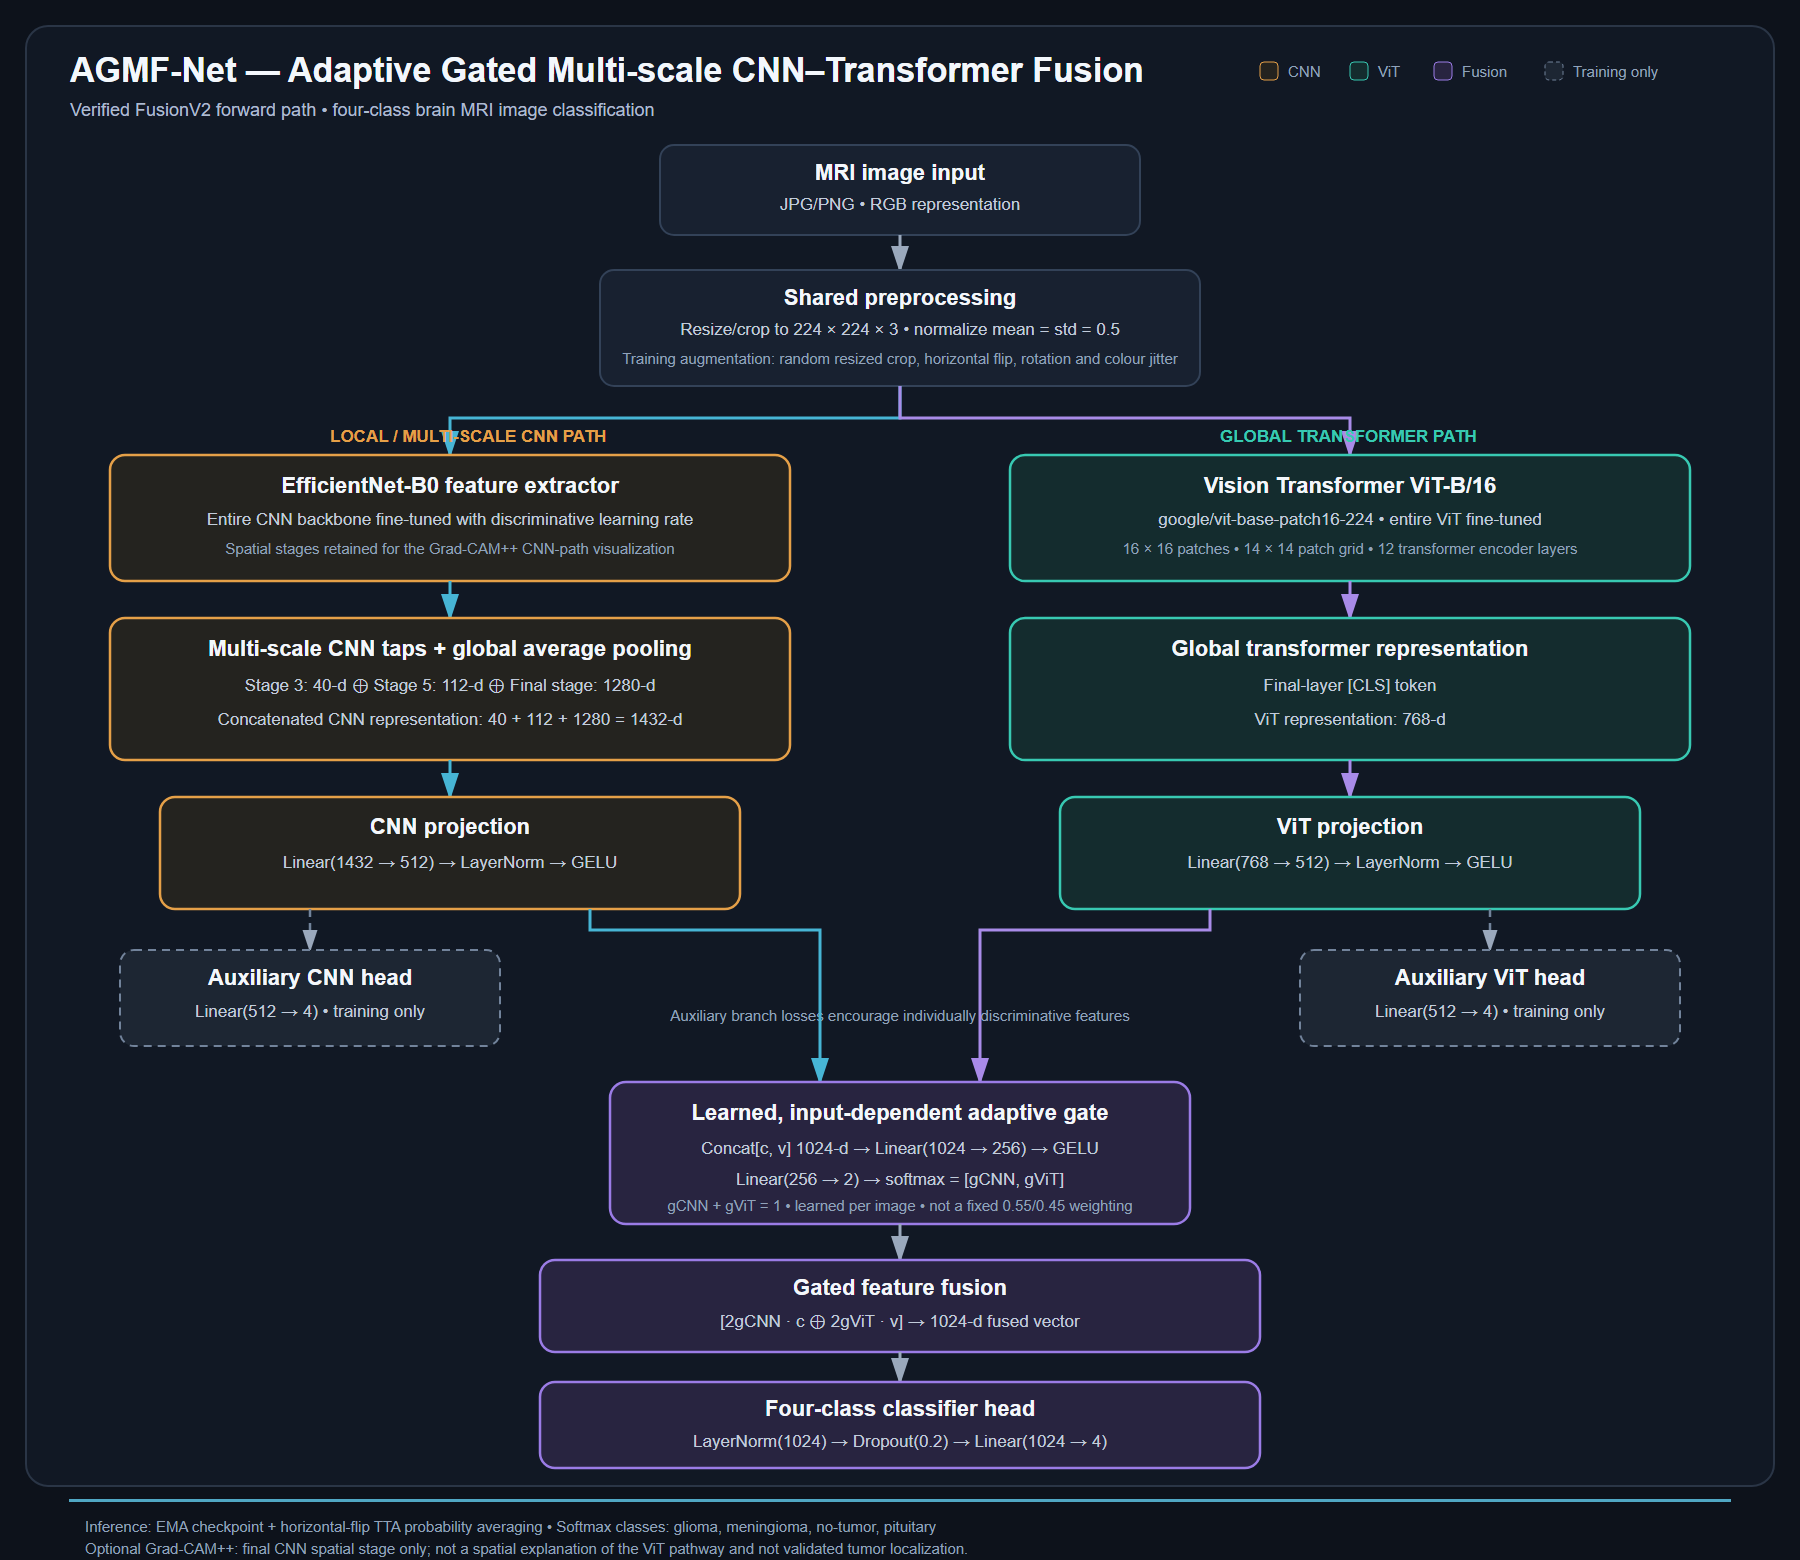 AGMF-Net — Adaptive Gated Multi-scale CNN–Transformer Fusion
CNN
ViT
Fusion
Training only
Verified FusionV2 forward path • four-class brain MRI image classification
MRI image input
JPG/PNG • RGB representation
Shared preprocessing
Resize/crop to 224 × 224 × 3 • normalize mean = std = 0.5
Training augmentation: random resized crop, horizontal flip, rotation and colour jitter
LOCAL / MULTI-SCALE CNN PATH
EfficientNet-B0 feature extractor
Entire CNN backbone fine-tuned with discriminative learning rate
Spatial stages retained for the Grad-CAM++ CNN-path visualization
Multi-scale CNN taps + global average pooling
Stage 3: 40-d ⊕ Stage 5: 112-d ⊕ Final stage: 1280-d
Concatenated CNN representation: 40 + 112 + 1280 = 1432-d
CNN projection
Linear(1432 → 512) → LayerNorm → GELU
Auxiliary CNN head
Linear(512 → 4) • training only
GLOBAL TRANSFORMER PATH
Vision Transformer ViT-B/16
google/vit-base-patch16-224 • entire ViT fine-tuned
16 × 16 patches • 14 × 14 patch grid • 12 transformer encoder layers
Global transformer representation
Final-layer [CLS] token
ViT representation: 768-d
ViT projection
Linear(768 → 512) → LayerNorm → GELU
Auxiliary ViT head
Linear(512 → 4) • training only
Auxiliary branch losses encourage individually discriminative features
Learned, input-dependent adaptive gate
Concat[c, v] 1024-d → Linear(1024 → 256) → GELU
Linear(256 → 2) → softmax = [gCNN, gViT]
gCNN + gViT = 1 • learned per image • not a fixed 0.55/0.45 weighting
Gated feature fusion
[2gCNN · c ⊕ 2gViT · v] → 1024-d fused vector
Four-class classifier head
LayerNorm(1024) → Dropout(0.2) → Linear(1024 → 4)
Inference: EMA checkpoint + horizontal-flip TTA probability averaging • Softmax classes: glioma, meningioma, no-tumor, pituitary
Optional Grad-CAM++: final CNN spatial stage only; not a spatial explanation of the ViT pathway and not validated tumor localization.